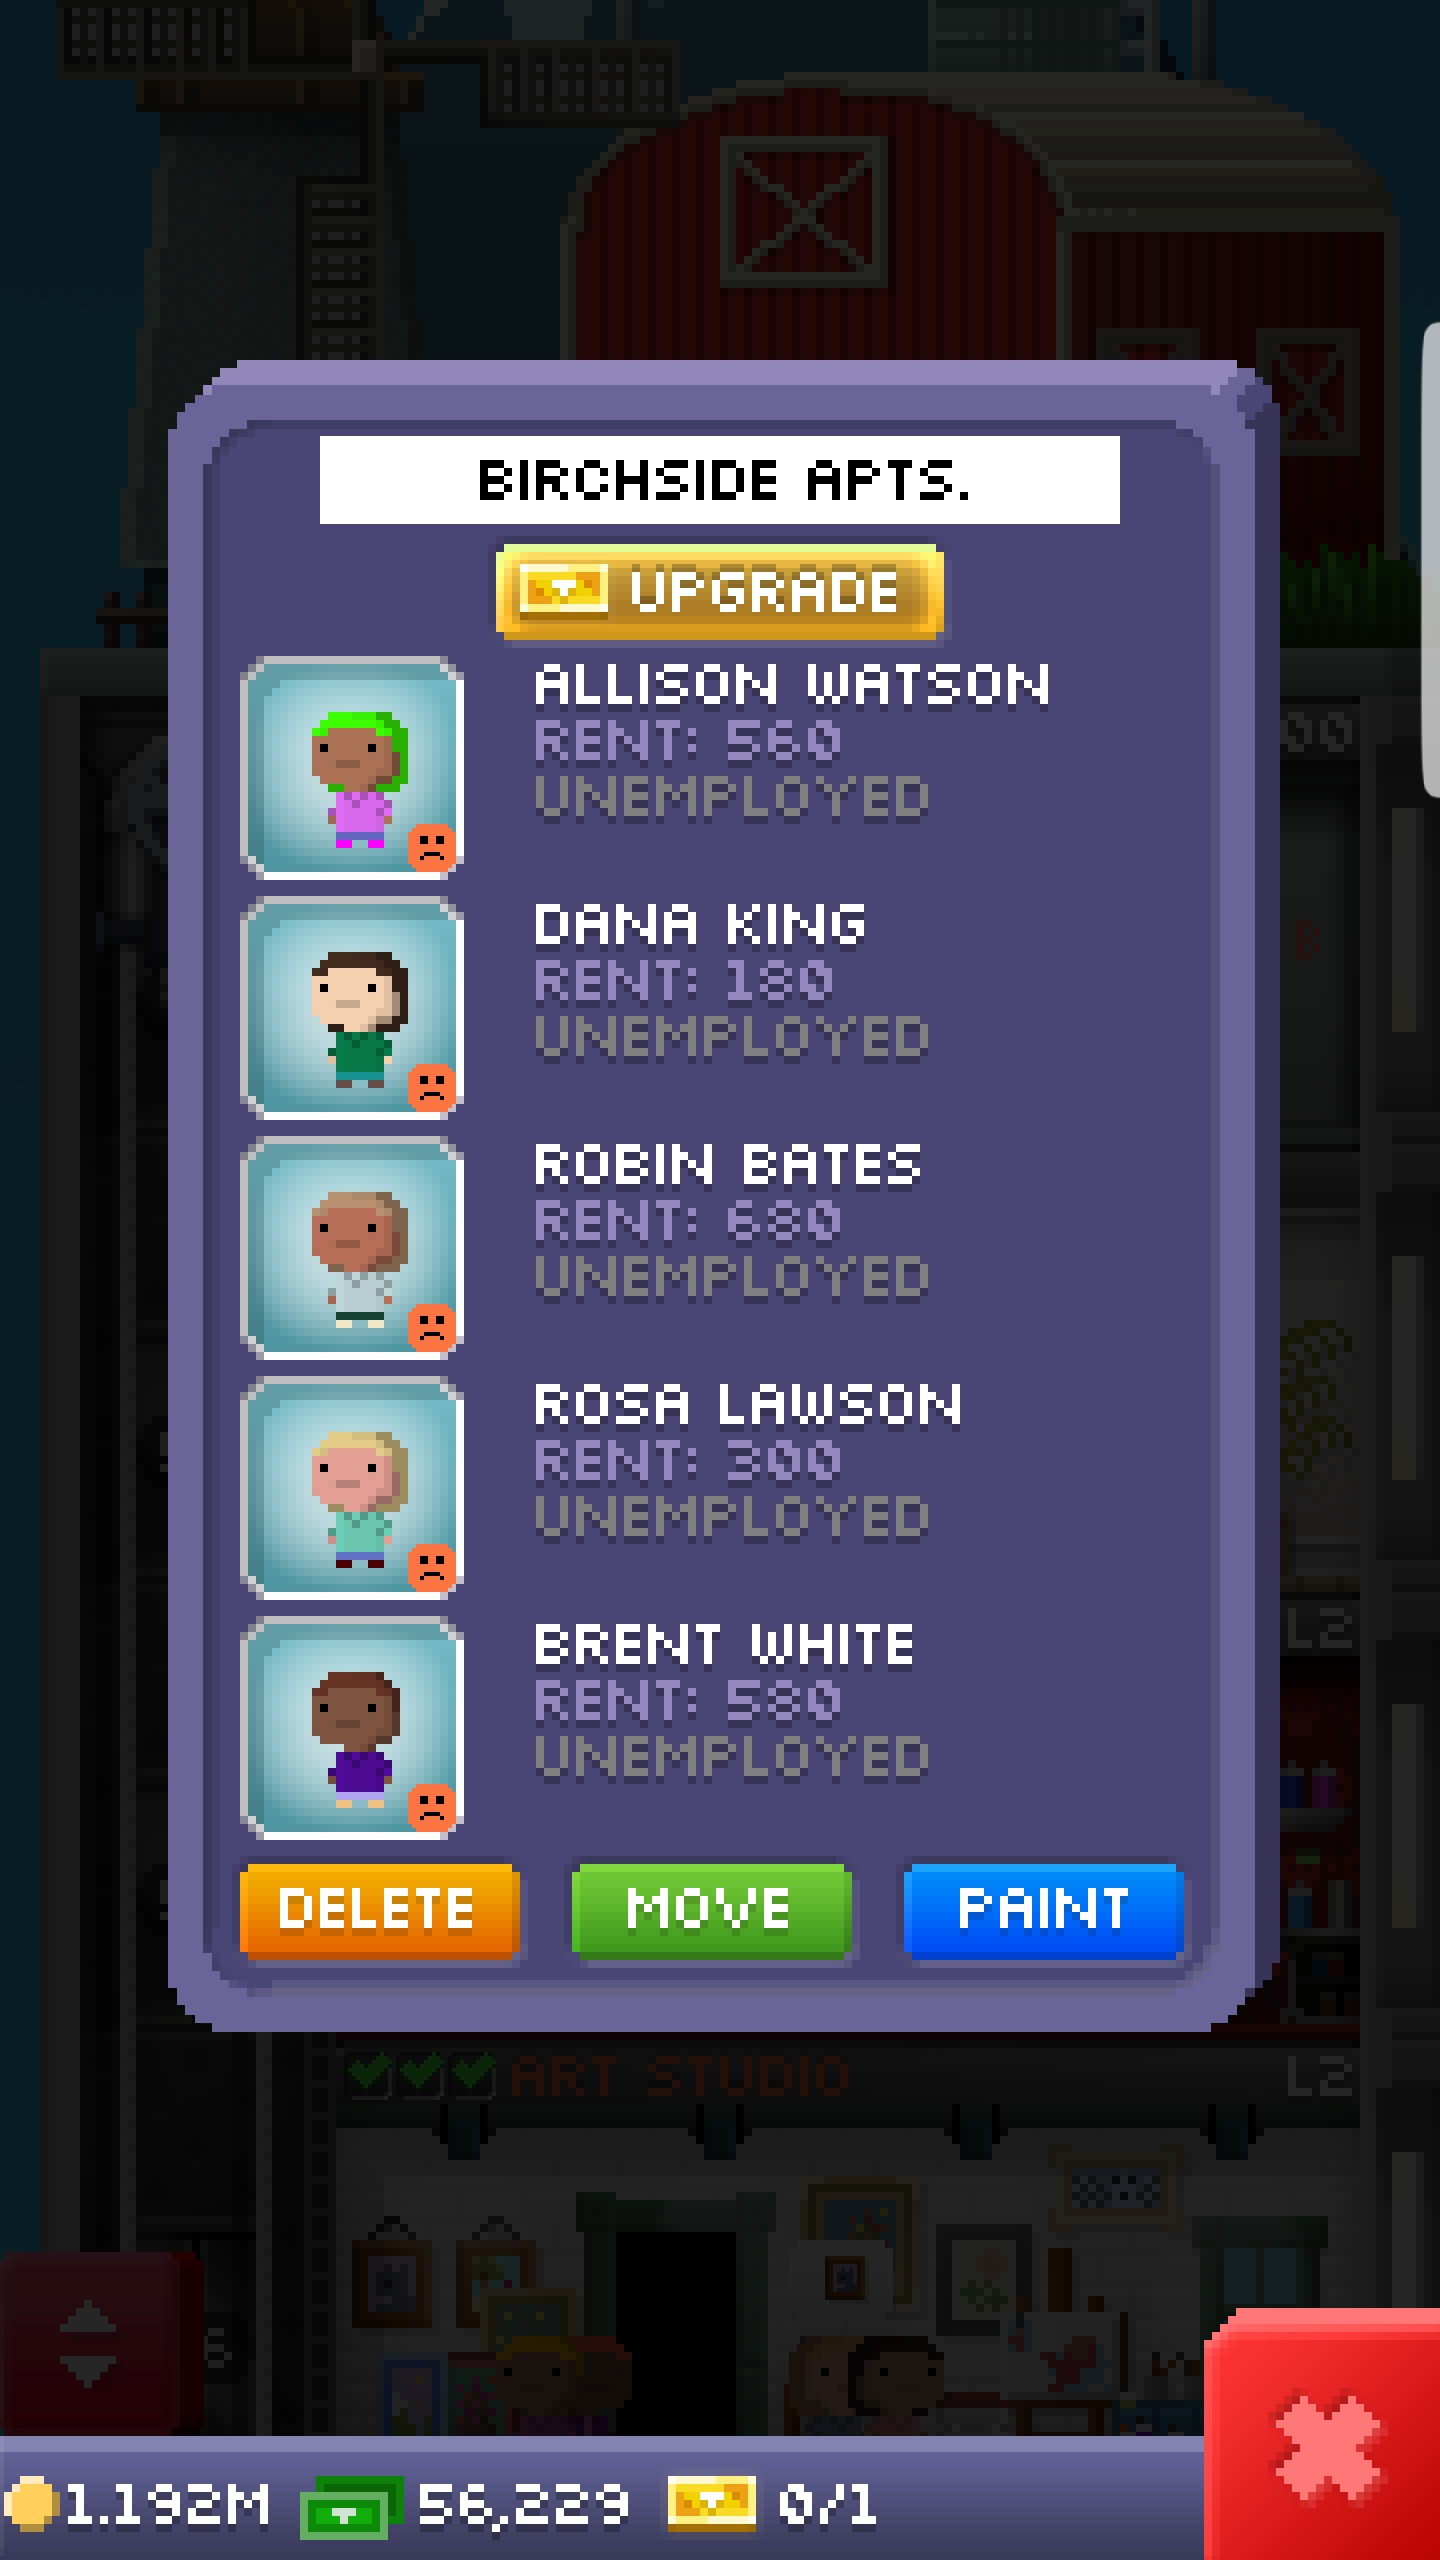 BIRCHSIDE APTS.
UPGRADE
ALLISON WATSON
RENT: 560
UNEMPLOYED
DANA KING
RENT: 180
UNEMPLOYED
ROBIN BATES
RENT: 680
UNEMPLOYED
ROSA LAWSON
RENT: 300
UNEMPLOYED
L2
BRENT WHITE
RENT: 580
UNEMPLOYED
DELETE MOVE PAINT
ART STUDIO L2
1.192M 56,229 0/1